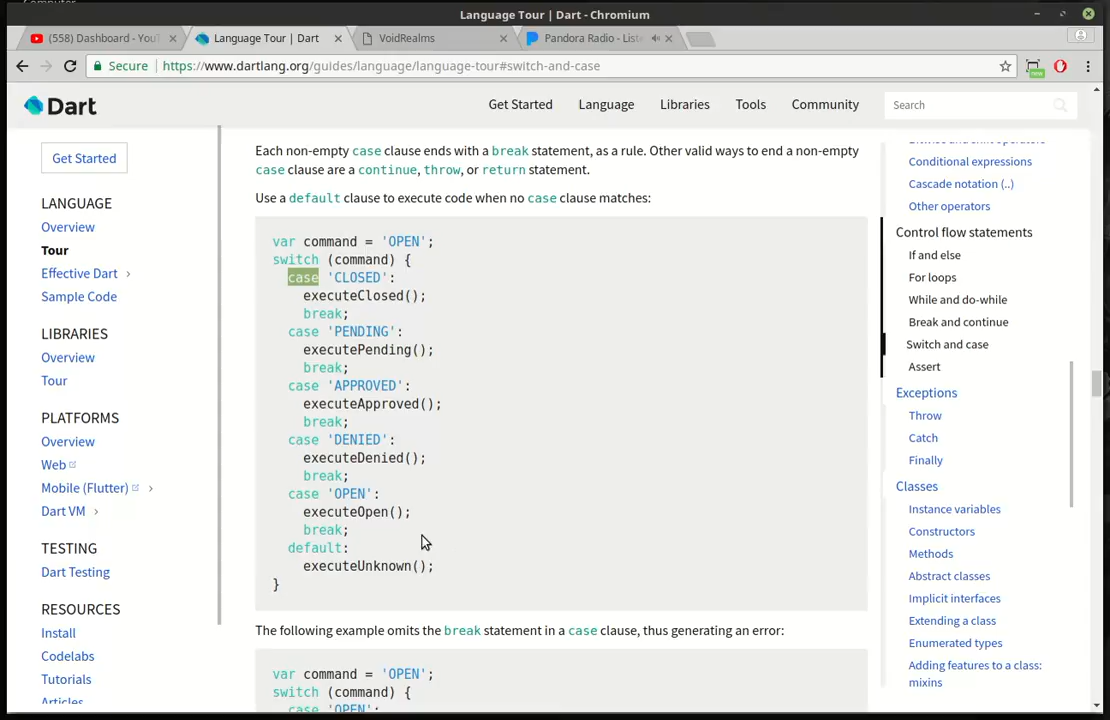 Language Tour | Dart - Chromium
(558) Dashboard - You
Language Tour | Dart
VoidRealms
Pandora Radio - List
Secure
https://www.dartlang.org/guides/language/language-tour#switch-and-case
new
Dart
Get Started
Language
Libraries
Tools
Community
Search
Get Started
LANGUAGE
Overview
Tour
Effective Dart
Sample Code
LIBRARIES
Overview
Tour
PLATFORMS
Overview
Web
Mobile (Flutter)
Dart VM
TESTING
Dart Testing
RESOURCES
Install
Codelabs
Tutorials
Articles
Each non-empty case clause ends with a break statement, as a rule. Other valid ways to end a non-empty
case clause are a continue, throw, or return statement.
Use a default clause to execute code when no case clause matches:
var command = 'OPEN';
switch (command) {
case 'CLOSED':
executeClosed();
break;
case 'PENDING':
executePending();
break;
case 'APPROVED':
executeApproved();
break;
case 'DENIED':
executeDenied();
break;
case 'OPEN':
executeOpen();
break;
default:
executeUnknown();
}
The following example omits the break statement in a case clause, thus generating an error:
var command = 'OPEN';
switch (command) {
case 'OPEN':
Conditional expressions
Cascade notation (..)
Other operators
Control flow statements
If and else
For loops
While and do-while
Break and continue
Switch and case
Assert
Exceptions
Throw
Catch
Finally
Classes
Instance variables
Constructors
Methods
Abstract classes
Implicit interfaces
Extending a class
Enumerated types
Adding features to a class:
mixins